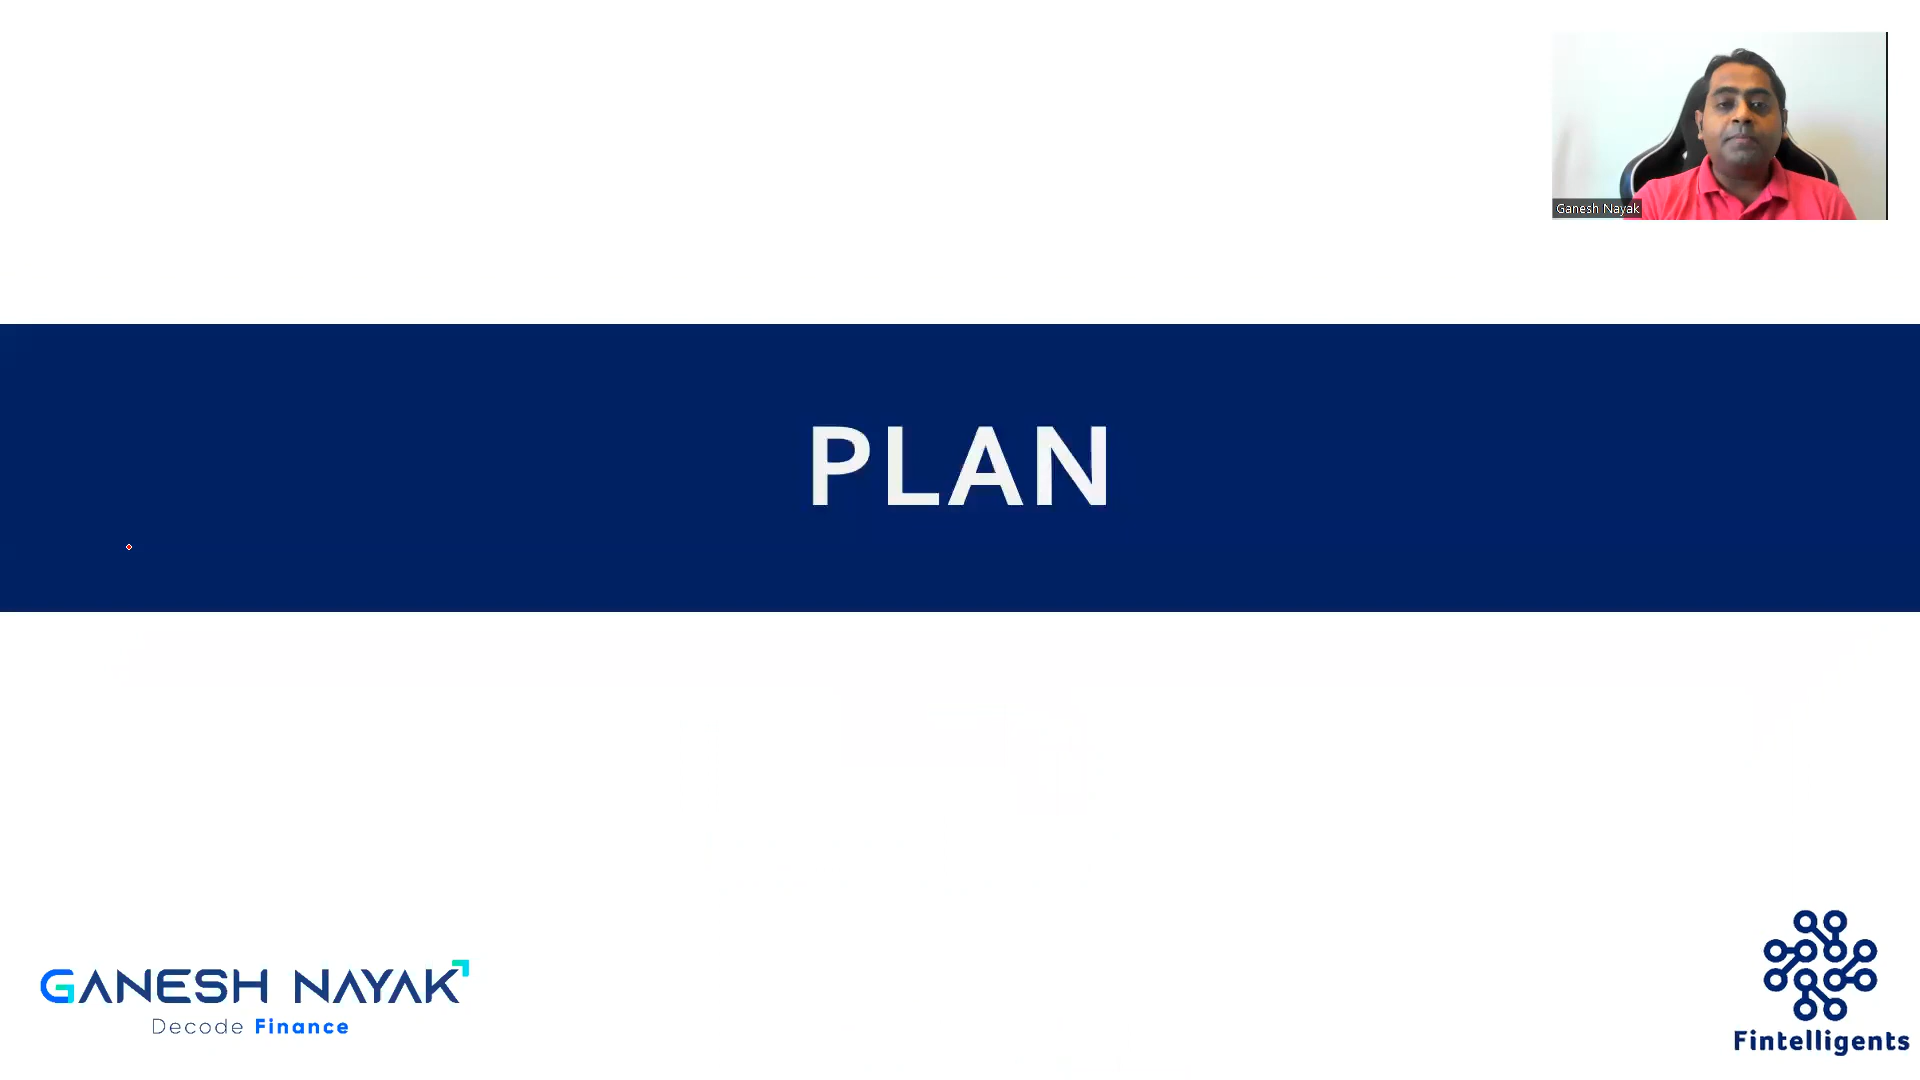 Ganesh Nayak
PLAN
GANESH NAYAK
Decode Finance
Fintelligents